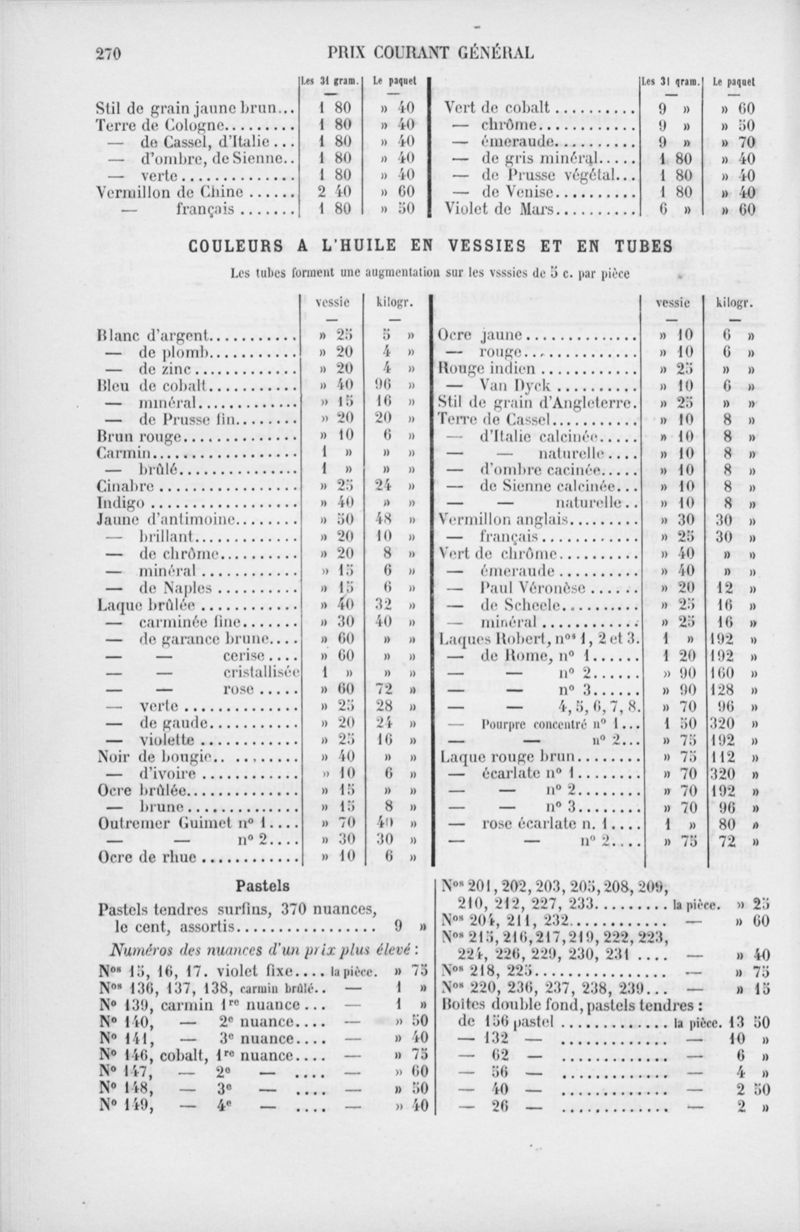 270 PRIX COURANT GÉNÉRAL
Les 31 gram. Le paquet
Stil de grain jaune brun... 1 80 » 40
Terre de Cologne......... 1 80 » 40
— de Cassel, d'Italie... 1 80 » 40
— d'ombre, de Sienne.. 1 80 » 40
— verte.............. 1 80 » 40
Vermillon de Chine...... 2 40 » 60
— français....... 1 80 » 50
Les 31 gram. Le paquet
Vert de cobalt.......... 9 » » 60
— chrôme............ 9 » » 50
— émeraude.......... 9 » » 70
— de gris minéral..... 1 80 » 40
— de Prusse végétal... 1 80 » 40
— de Venise.......... 1 80 » 40
Violet de Mars.......... 6 » » 60
COULEURS A L'HUILE EN VESSIES ET EN TUBES
Les tubes forment une augmentation sur les vsssies de 5 c. par pièce
vessie kilogr.
Blanc d'argent........... » 25 5 »
— de plomb........... » 20 4 »
— de zinc............ » 20 4 »
Bleu de cobalt........... » 40 96 »
— minéral............. » 15 16 »
— de Prusse fin........ » 20 20 »
Brun rouge............... » 10 6 »
Carmin.................. 1 » » »
— brûlé............... 1 » » »
Cinabre................. » 25 24 »
Indigo.................. » 40 » »
Jaune d'antimoine........ » 50 48 »
— brillant............. » 20 10 »
— de chrôme.......... » 20 8 »
— minéral............ » 15 6 »
— de Naples.......... » 15 6 »
Laque brûlée............ » 40 32 »
— carminée fine....... » 30 40 »
— de garance brune.... » 60 » »
— — cerise.... » 60 » »
— — cristallisée 1 » » »
— — rose..... » 60 72 »
— verte.............. » 25 28 »
— de gaude........... » 20 24 »
— violette............ » 25 16 »
Noir de bougie........... » 40 » »
— d'ivoire............ » 10 6 »
Ocre brûlée.............. » 15 » »
— brune.............. » 15 8 »
Outremer Guimet nº 1.... » 70 40 »
— — nº 2.... » 30 30 »
Ocre de rhue............ » 10 6 »
vessie kilogr.
Ocre jaune.............. » 10 6 »
— rouge.............. » 10 6 »
Rouge indien............ » 25 » »
— Van Dyck.......... » 10 6 »
Stil de grain d'Angleterre. » 25 » »
Terre de Cassel.......... » 10 8 »
— d'Italie calcinée..... » 10 8 »
— — naturelle.... » 10 8 »
— d'ombre cacinée..... » 10 8 »
— de Sienne calcinée... » 10 8 »
— — naturelle.. » 10 8 »
Vermillon anglais......... » 30 30 »
— français............ » 25 30 »
Vert de chrôme.......... » 40 » »
— émeraude.......... » 40 » »
— Paul Véronèse...... » 20 12 »
— de Scheele.......... » 25 16 »
— minéral............ » 25 16 »
Laques Robert, nos 1, 2 et 3. 1 » 192 »
— de Rome, nº 1...... 1 20 192 »
— — nº 2...... » 90 160 »
— — nº 3...... » 90 128 »
— — 4, 5, 6, 7, 8. » 70 96 »
— Pourpre concentré nº 1... 1 50 320 »
— — nº 2... » 75 192 »
Laque rouge brun........ » 75 112 »
— écarlate nº 1........ » 70 320 »
— — nº 2........ » 70 192 »
— — nº 3........ » 70 96 »
— rose écarlate n. 1.... 1 » 80 »
— — nº 2.... » 75 72 »
Pastels
Pastels tendres surfins, 370 nuances,
le cent, assortis.................. 9 »
Numéros des nuances d'un prix plus élevé :
Nos 15, 16, 17. violet fixe.... la pièce. » 75
Nos 136, 137, 138, carmin brûlé.. — 1 »
Nº 139, carmin 1re nuance... — 1 »
Nº 140, — 2e nuance.... — » 50
Nº 141, — 3e nuance.... — » 40
Nº 146, cobalt, 1re nuance.... — » 75
Nº 147, — 2e — .... — » 60
Nº 148, — 3e — .... — » 50
Nº 149, — 4e — .... — » 40
Nos 201, 202, 203, 205, 208, 209,
210, 212, 227, 233......... la pièce. » 25
Nos 204, 211, 232............ — » 60
Nos 215, 216, 217, 219, 222, 223,
224, 226, 229, 230, 231.... — » 40
Nos 218, 225................. — » 75
Nos 220, 236, 237, 238, 239... — » 15
Boites double fond, pastels tendres :
de 156 pastel.............. la pièce. 13 50
— 132 — ............. — 10 »
— 62 — ............. — 6 »
— 56 — ............. — 4 »
— 40 — ............. — 2 50
— 26 — ............. — 2 »